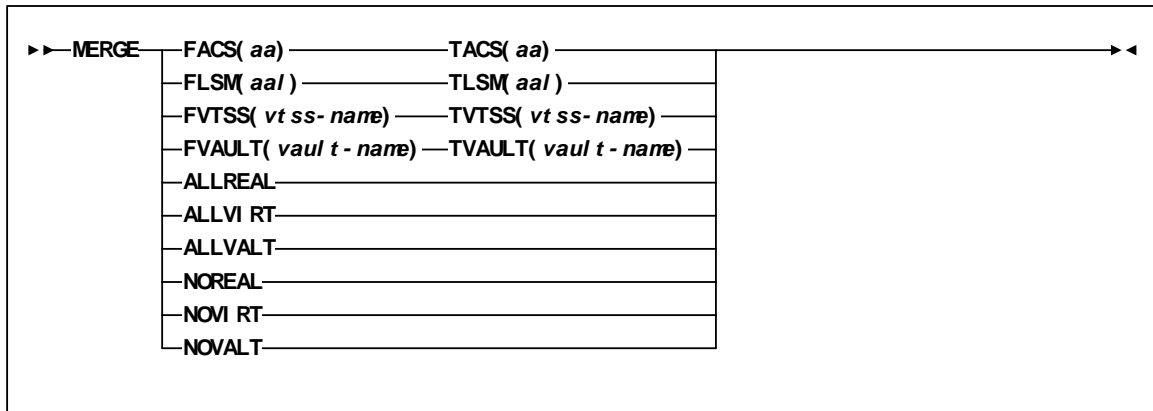 MERGE FACS(aa) TACS(aa)
FLSM(aal) TLSM(aal)
FVTSS(vtss-name) TVTSS(vtss-name)
FVAULT(vault-name) TVAULT(vault-name)
ALLREAL
ALLVIRT
ALLVALT
NOREAL
NOVIRT
NOVALT